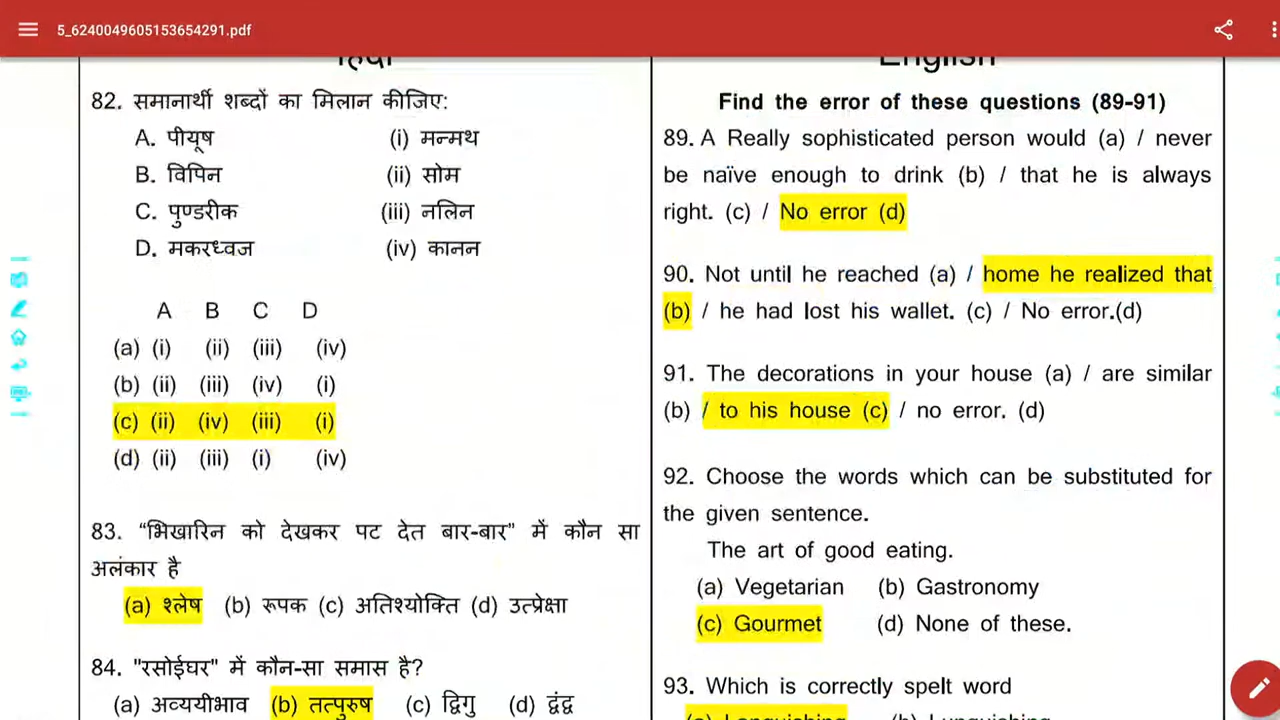 5_6240049605153654291.pdf
हिंदी
82. समानार्थी शब्दों का मिलान कीजिए:
A. पीयूष (i) मन्मथ
B. विपिन (ii) सोम
C. पुण्डरीक (iii) नलिन
D. मकरध्वज (iv) कानन
A B C D
(a) (i) (ii) (iii) (iv)
(b) (ii) (iii) (iv) (i)
(c) (ii) (iv) (iii) (i)
(d) (ii) (iii) (i) (iv)
83. “भिखारिन को देखकर पट देत बार-बार” में कौन सा
अलंकार है
(a) श्लेष (b) रूपक (c) अतिश्योक्ति (d) उत्प्रेक्षा
84. "रसोईघर" में कौन-सा समास है?
(a) अव्ययीभाव (b) तत्पुरुष (c) द्विगु (d) द्वंद्व
English
Find the error of these questions (89-91)
89. A Really sophisticated person would (a) / never
be naïve enough to drink (b) / that he is always
right. (c) / No error (d)
90. Not until he reached (a) / home he realized that
(b) / he had lost his wallet. (c) / No error.(d)
91. The decorations in your house (a) / are similar
(b) / to his house (c) / no error. (d)
92. Choose the words which can be substituted for
the given sentence.
The art of good eating.
(a) Vegetarian (b) Gastronomy
(c) Gourmet (d) None of these.
93. Which is correctly spelt word
(a) Languishing (b) Lunguishing